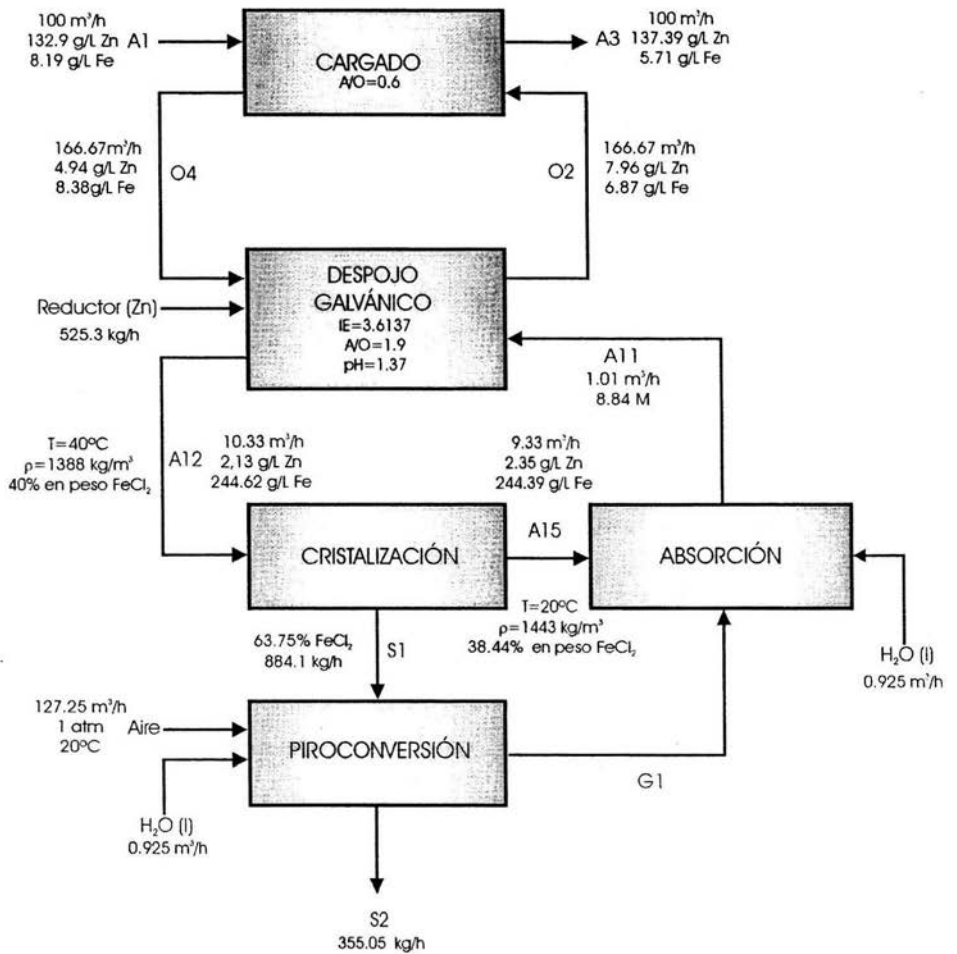 100 m³/h
132.9 g/L Zn
8.19 g/L Fe
A1
CARGADO
A/O=0.6
A3
100 m³/h
137.39 g/L Zn
5.71 g/L Fe
166.67m³/h
4.94 g/L Zn
8.38g/L Fe
O4
O2
166.67 m³/h
7.96 g/L Zn
6.87 g/L Fe
Reductor (Zn)
525.3 kg/h
DESPOJO
GALVÁNICO
IE=3.6137
A/O=1.9
pH=1.37
A11
1.01 m³/h
8.84 M
T=40ºC
ρ=1388 kg/m³
40% en peso FeCl₂
A12
10.33 m³/h
2,13 g/L Zn
244.62 g/L Fe
9.33 m³/h
2.35 g/L Zn
244.39 g/L Fe
A15
CRISTALIZACIÓN
ABSORCIÓN
T=20ºC
ρ=1443 kg/m³
38.44% en peso FeCl₂
63.75% FeCl₂
884.1 kg/h
S1
H₂O (l)
0.925 m³/h
127.25 m³/h
1 atm
20ºC
Aire
PIROCONVERSIÓN
G1
H₂O (l)
0.925 m³/h
S2
355.05 kg/h